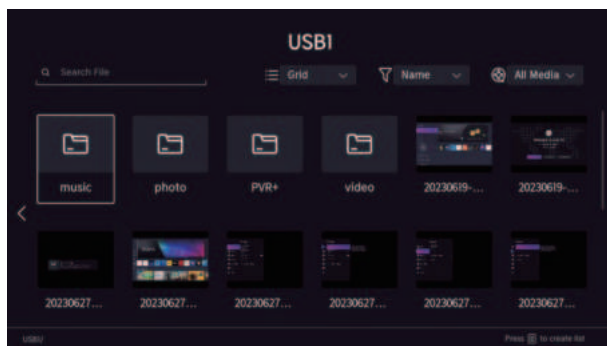 USB1
Search File Grid Name All Media
music photo PVR+ video 20230619-... 20230619-...
20230627... 20230627... 20230627... 20230627... 20230627... 20230627...
USB1/ Press to create list